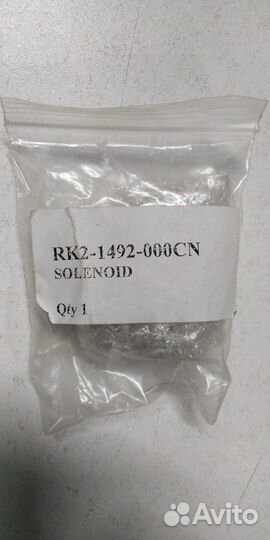 RK2-1492-000CN
SOLENOID
Qty 1
Avito